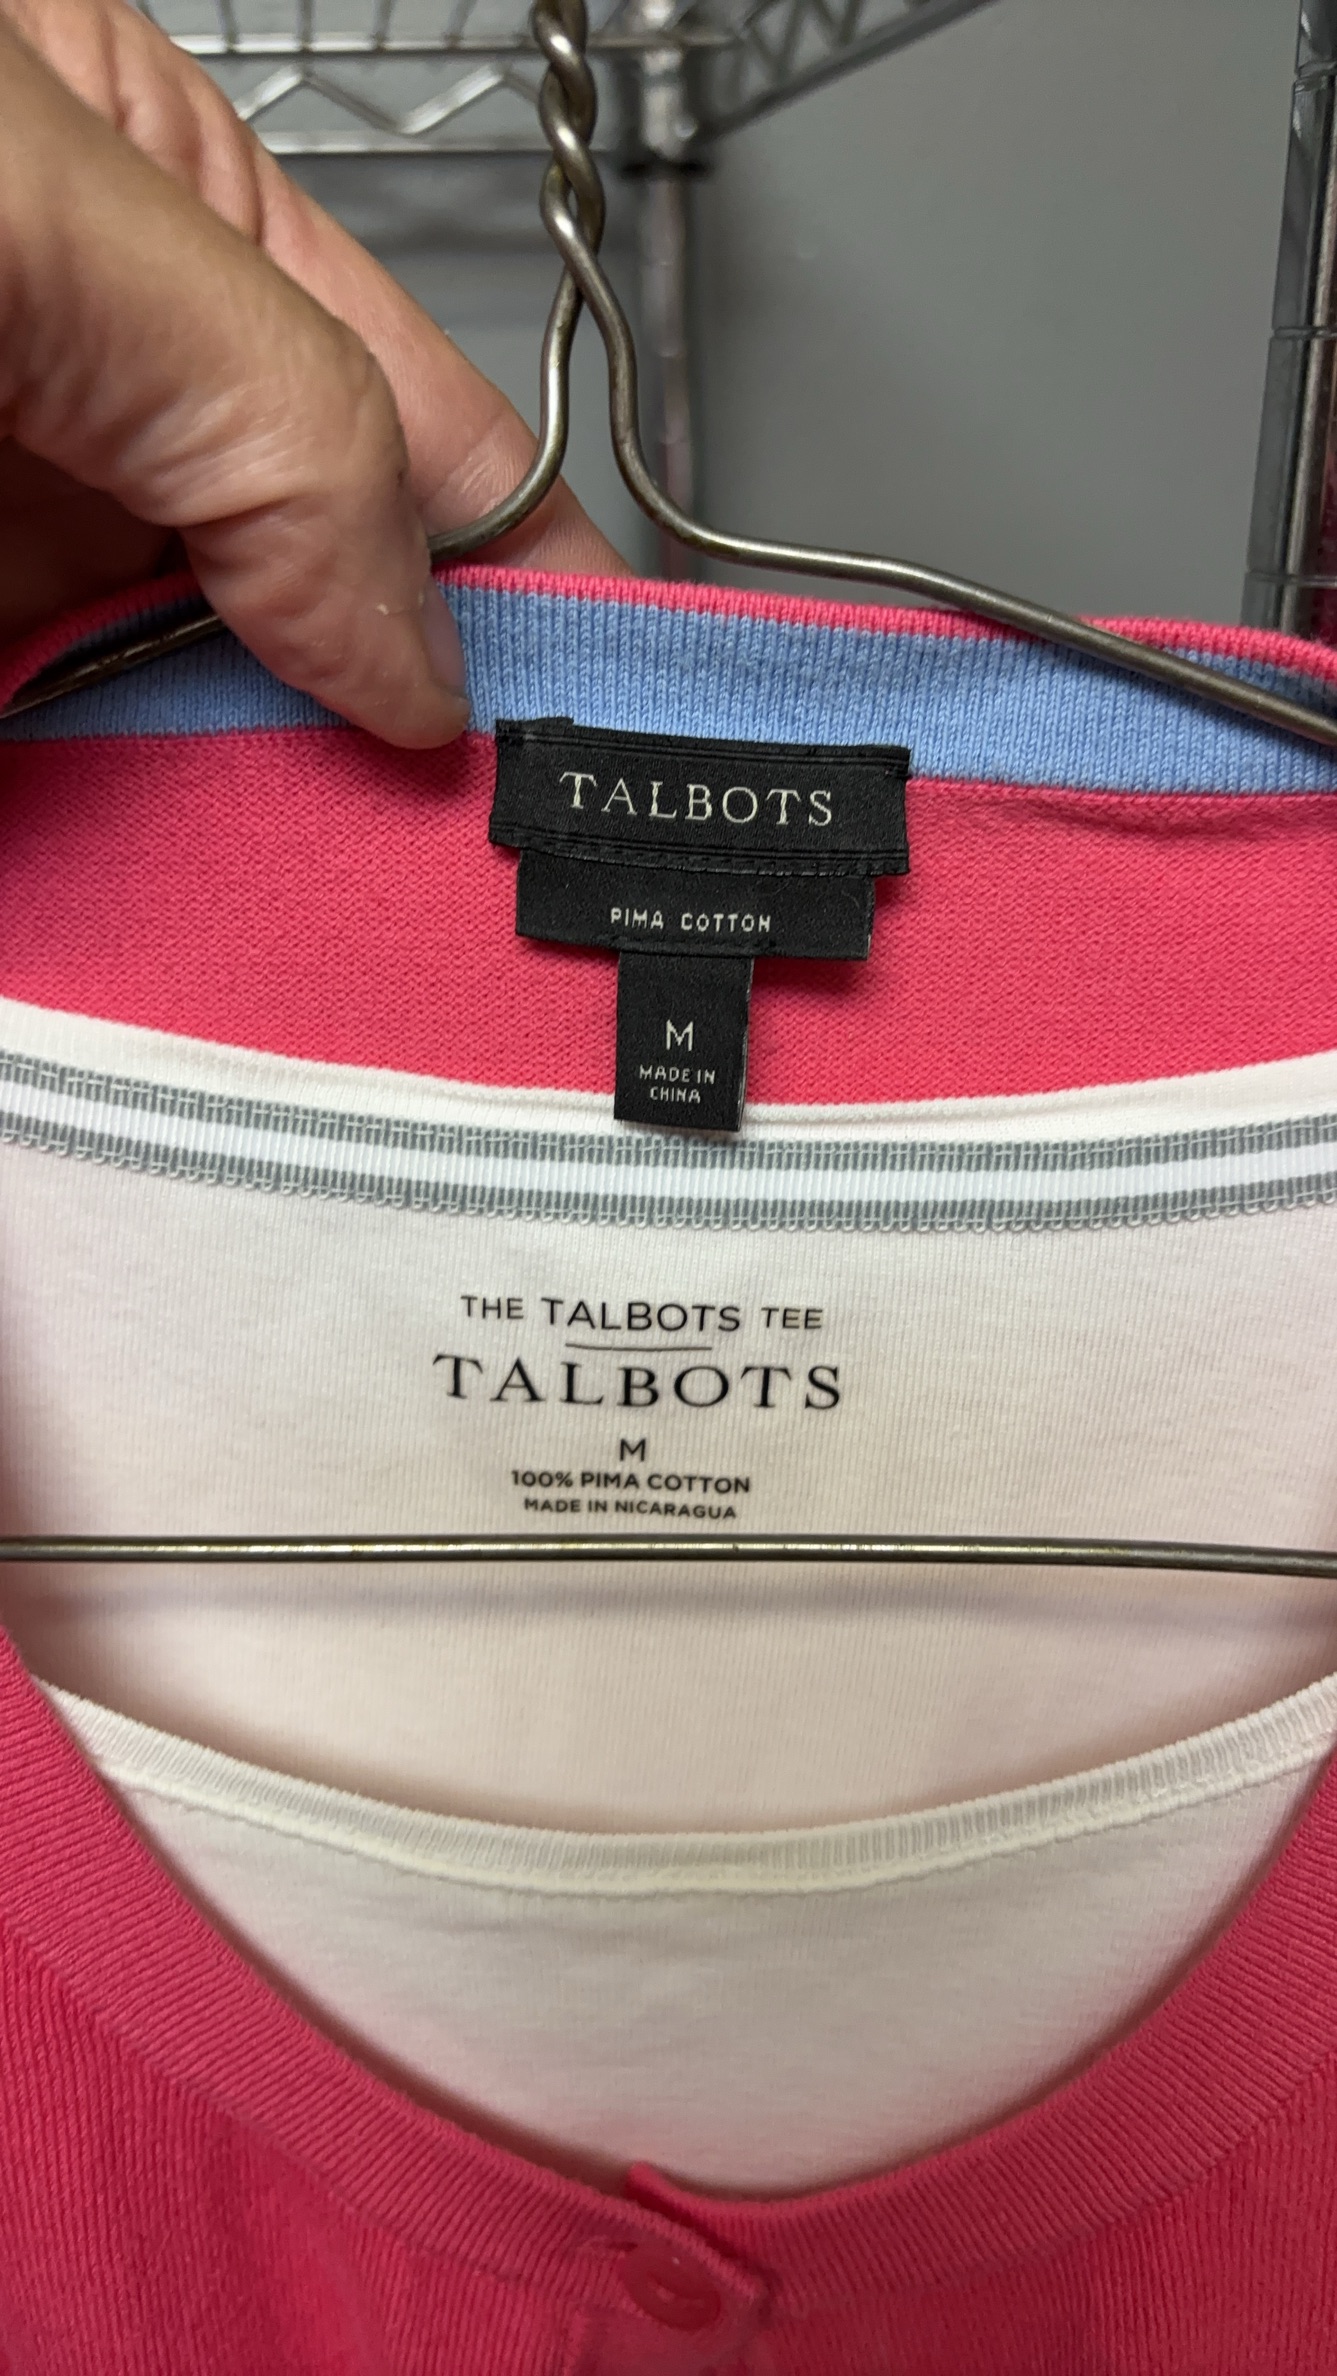 TALBOTS
PIMA COTTON
M
MADE IN
CHINA
THE TALBOTS TEE
TALBOTS
M
100% PIMA COTTON
MADE IN NICARAGUA